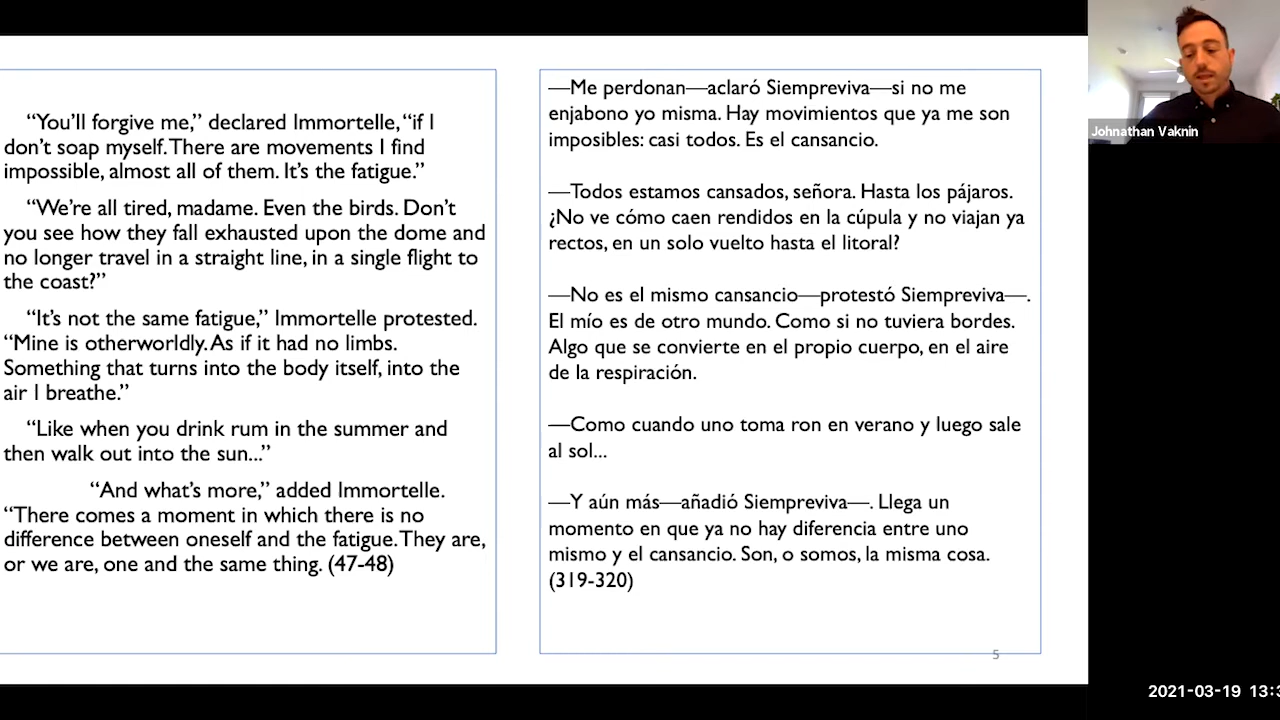 “You’ll forgive me,” declared Immortelle, “if I
don’t soap myself. There are movements I find
impossible, almost all of them. It’s the fatigue.”
“We’re all tired, madame. Even the birds. Don’t
you see how they fall exhausted upon the dome and
no longer travel in a straight line, in a single flight to
the coast?”
“It’s not the same fatigue,” Immortelle protested.
“Mine is otherworldly. As if it had no limbs.
Something that turns into the body itself, into the
air I breathe.”
“Like when you drink rum in the summer and
then walk out into the sun...”
“And what’s more,” added Immortelle.
“There comes a moment in which there is no
difference between oneself and the fatigue. They are,
or we are, one and the same thing. (47-48)
—Me perdonan—aclaró Siempreviva—si no me
enjabono yo misma. Hay movimientos que ya me son
imposibles: casi todos. Es el cansancio.
—Todos estamos cansados, señora. Hasta los pájaros.
¿No ve cómo caen rendidos en la cúpula y no viajan ya
rectos, en un solo vuelto hasta el litoral?
—No es el mismo cansancio—protestó Siempreviva—.
El mío es de otro mundo. Como si no tuviera bordes.
Algo que se convierte en el propio cuerpo, en el aire
de la respiración.
—Como cuando uno toma ron en verano y luego sale
al sol...
—Y aún más—añadió Siempreviva—. Llega un
momento en que ya no hay diferencia entre uno
mismo y el cansancio. Son, o somos, la misma cosa.
(319-320)
5
Johnathan Vaknin
2021-03-19